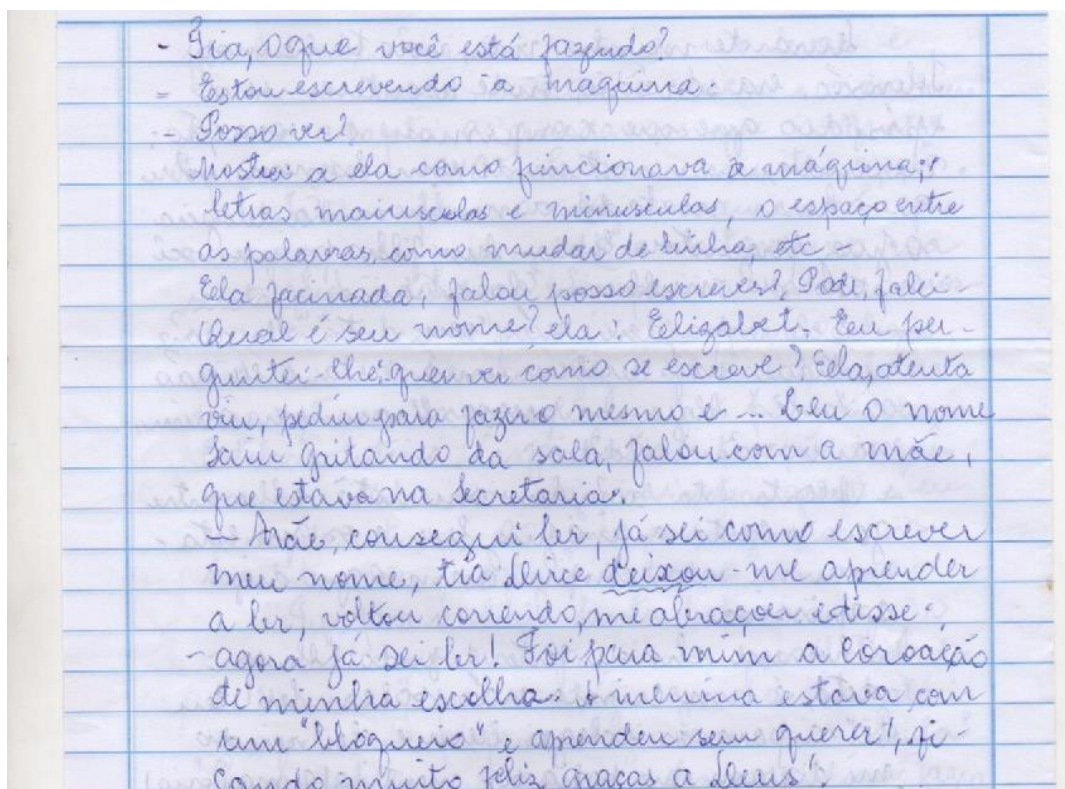 - Tia, o que você está fazendo?
- Estou escrevendo à maquina.
- Posso ver?
Mostrei a ela como funcionava a máquina;
letras maiusculas e minusculas, o espaço entre
as palavras, como mudar de linha, etc -
Ela facinada, falou posso escrever?, Pode, falei -
Qual é seu nome? ela: Elizabet. Eu per-
guntei-lhe: quer ver como se escreve? Ela, atenta
viu, pediu para fazer o mesmo e ... Leu o nome
Saiu gritando da sala, falou com a mãe,
que estava na Secretaria.
- Mãe, consegui ler, já sei como escrever
meu nome, tia Deice deixou-me aprender
a ler, voltou correndo, me abraçou e disse:
- agora já sei ler! Foi para mim a Coroação
de minha escolha. A menina estava com
um "bloqueio" e aprendeu sem querer!, fi-
cando muito feliz graças a Deus".